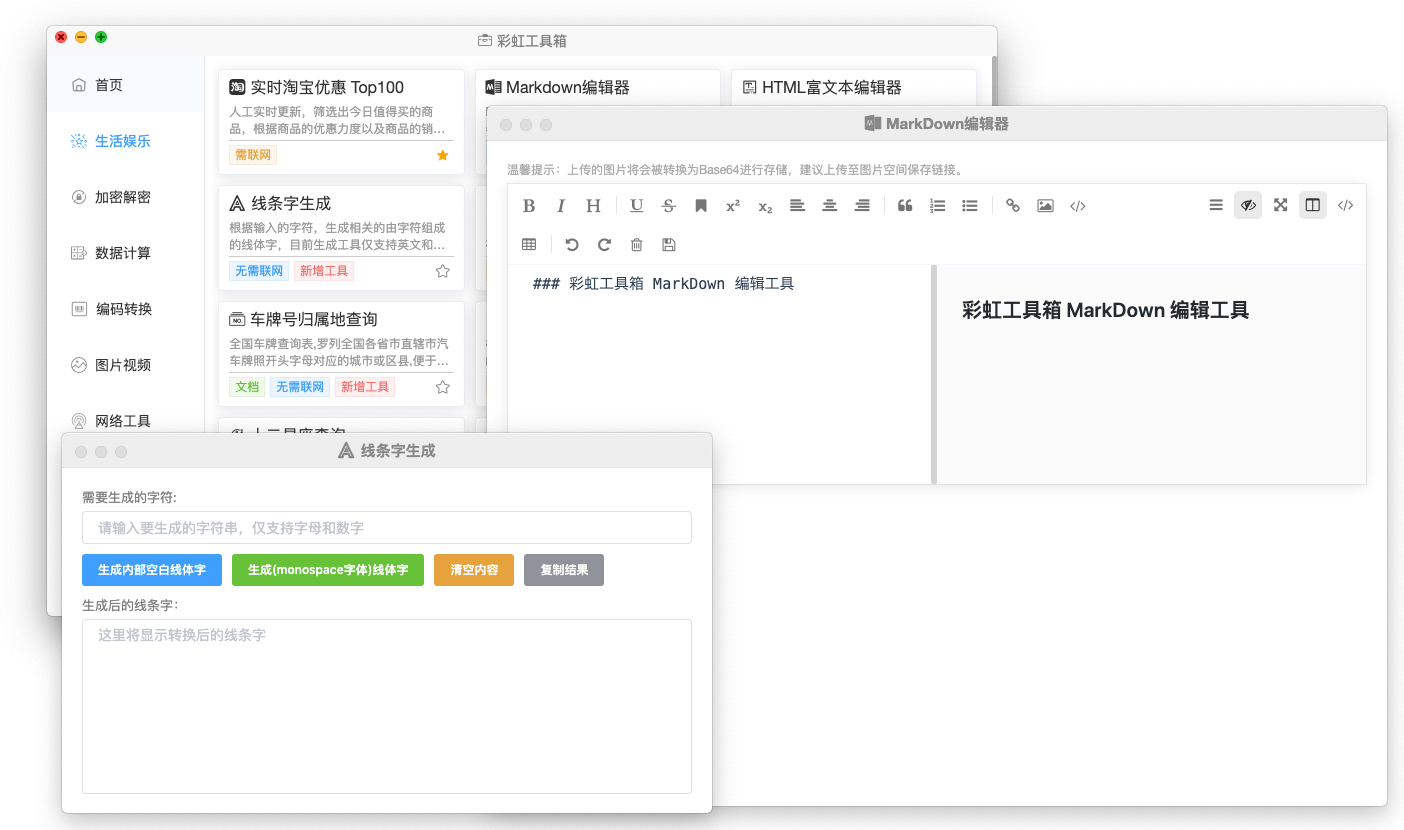 彩虹工具箱
首页
生活娱乐
加密解密
数据计算
编码转换
图片视频
网络工具
实时淘宝优惠 Top100
人工实时更新，筛选出今日值得买的商
品，根据商品的优惠力度以及商品的销...
需联网
Markdown编辑器
HTML富文本编辑器
线条字生成
根据输入的字符，生成相关的由字符组成
的线体字，目前生成工具仅支持英文和...
无需联网 新增工具
NO. 车牌号归属地查询
全国车牌查询表,罗列全国各省市直辖市汽
车牌照开头字母对应的城市或区县,便于...
文档 无需联网 新增工具
MarkDown编辑器
温馨提示：上传的图片将会被转换为Base64进行存储，建议上传至图片空间保存链接。
B I H U S x² x₂
### 彩虹工具箱 MarkDown 编辑工具
彩虹工具箱 MarkDown 编辑工具
线条字生成
需要生成的字符:
请输入要生成的字符串，仅支持字母和数字
生成内部空白线体字 生成(monospace字体)线体字 清空内容 复制结果
生成后的线条字：
这里将显示转换后的线条字